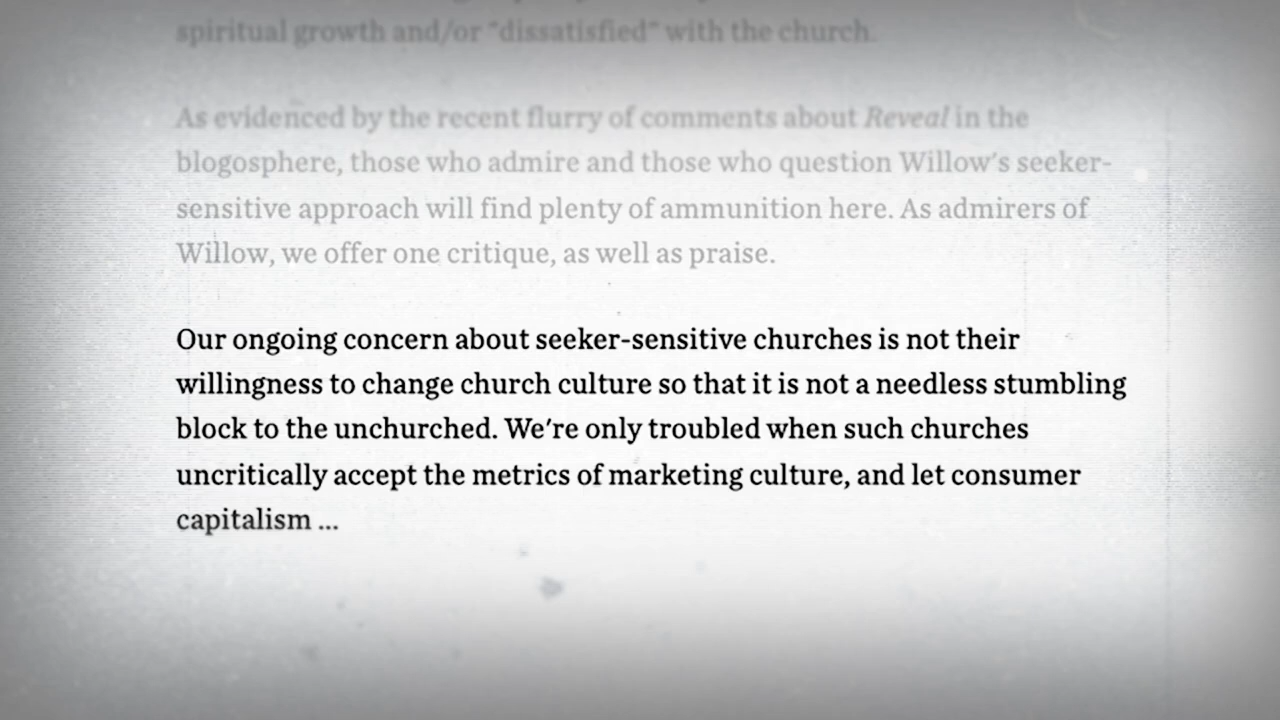 spiritual growth and/or "dissatisfied" with the church.
As evidenced by the recent flurry of comments about Reveal in the
blogosphere, those who admire and those who question Willow's seeker-
sensitive approach will find plenty of ammunition here. As admirers of
Willow, we offer one critique, as well as praise.
Our ongoing concern about seeker-sensitive churches is not their
willingness to change church culture so that it is not a needless stumbling
block to the unchurched. We're only troubled when such churches
uncritically accept the metrics of marketing culture, and let consumer
capitalism ...